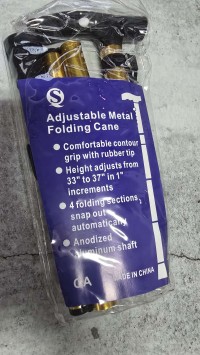 S
Adjustable Metal
Folding Cane
• Comfortable contour
grip with rubber tip
• Height adjusts from
33" to 37" in 1"
increments
• 4 folding sections
snap out
automatically
• Anodized
aluminum shaft
CA
MADE IN CHINA